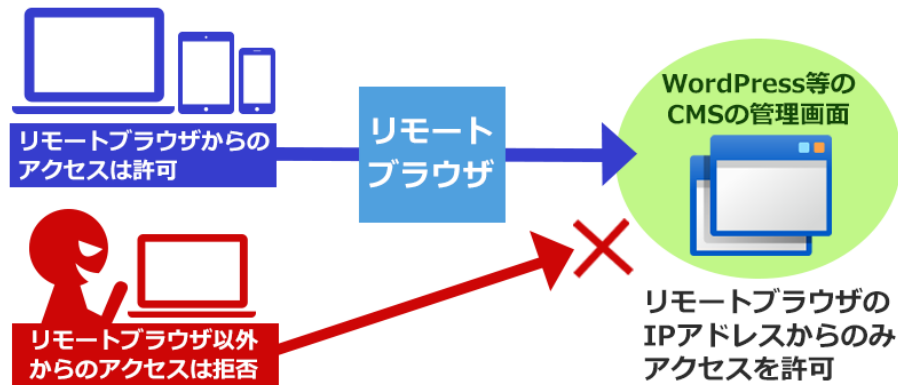 リモートブラウザからの
アクセスは許可
リモート
ブラウザ
WordPress等の
CMSの管理画面
リモートブラウザ以外
からのアクセスは拒否
リモートブラウザの
IPアドレスからのみ
アクセスを許可